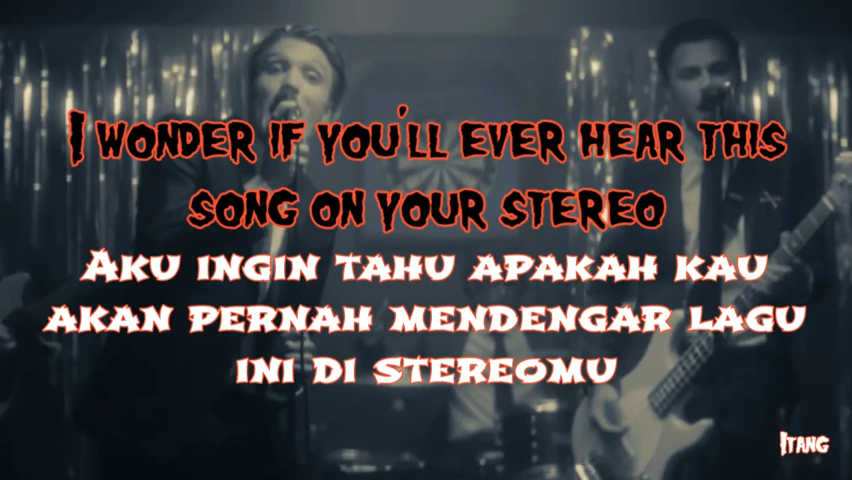 I wonder if you'll ever hear this
song on your stereo
Aku ingin tahu apakah kau
akan pernah mendengar lagu
ini di stereomu
Itang